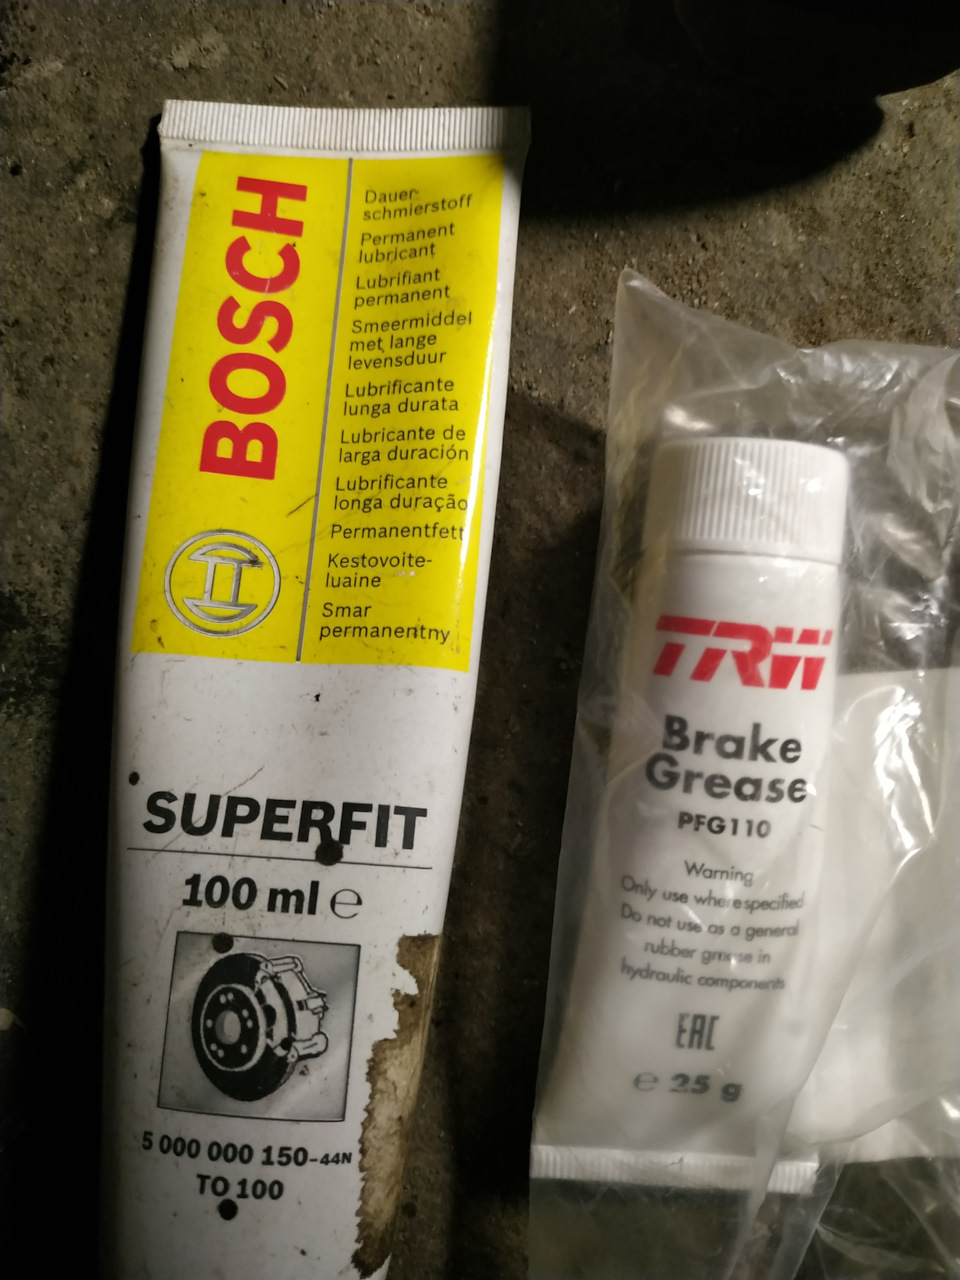 BOSCH
Dauer-
schmierstoff
Permanent
lubricant
Lubrifiant
permanent
Smeermiddel
met lange
levensduur
Lubrificante
lunga durata
Lubricante de
larga duración
Lubrificante
longa duração
Permanentfett
Kestovoite-
luaine
Smar
permanentny
SUPERFIT
100 ml ℮
5 000 000 150-44N
TO 100
TRW
Brake
Grease
PFG110
Warning
Only use where specified
Do not use as a general
rubber grease in
hydraulic components
EAC
℮ 25 g